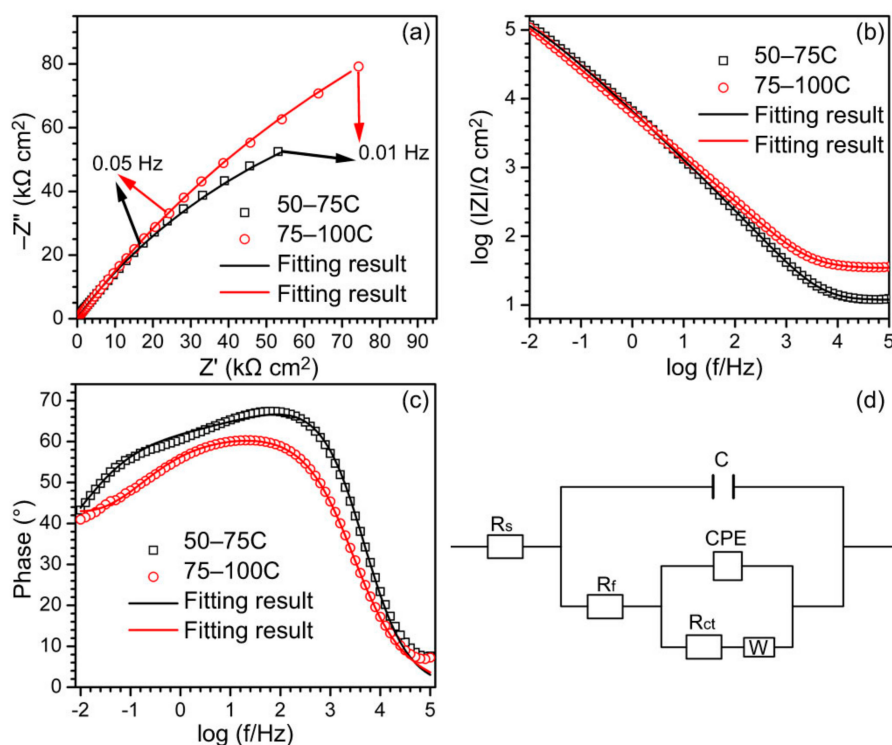 (a)
80
60
40
20
0
–Z" (kΩ cm²)
0.05 Hz
0.01 Hz
50–75C
75–100C
Fitting result
Fitting result
0 10 20 30 40 50 60 70 80 90
Z' (kΩ cm²)
(b)
5
4
3
2
1
log (IZI/Ω cm²)
50–75C
75–100C
Fitting result
Fitting result
-2 -1 0 1 2 3 4 5
log (f/Hz)
(c)
70
60
50
40
30
20
10
0
Phase (°)
50–75C
75–100C
Fitting result
Fitting result
-2 -1 0 1 2 3 4 5
log (f/Hz)
(d)
C
Rs
CPE
Rf
Rct
W